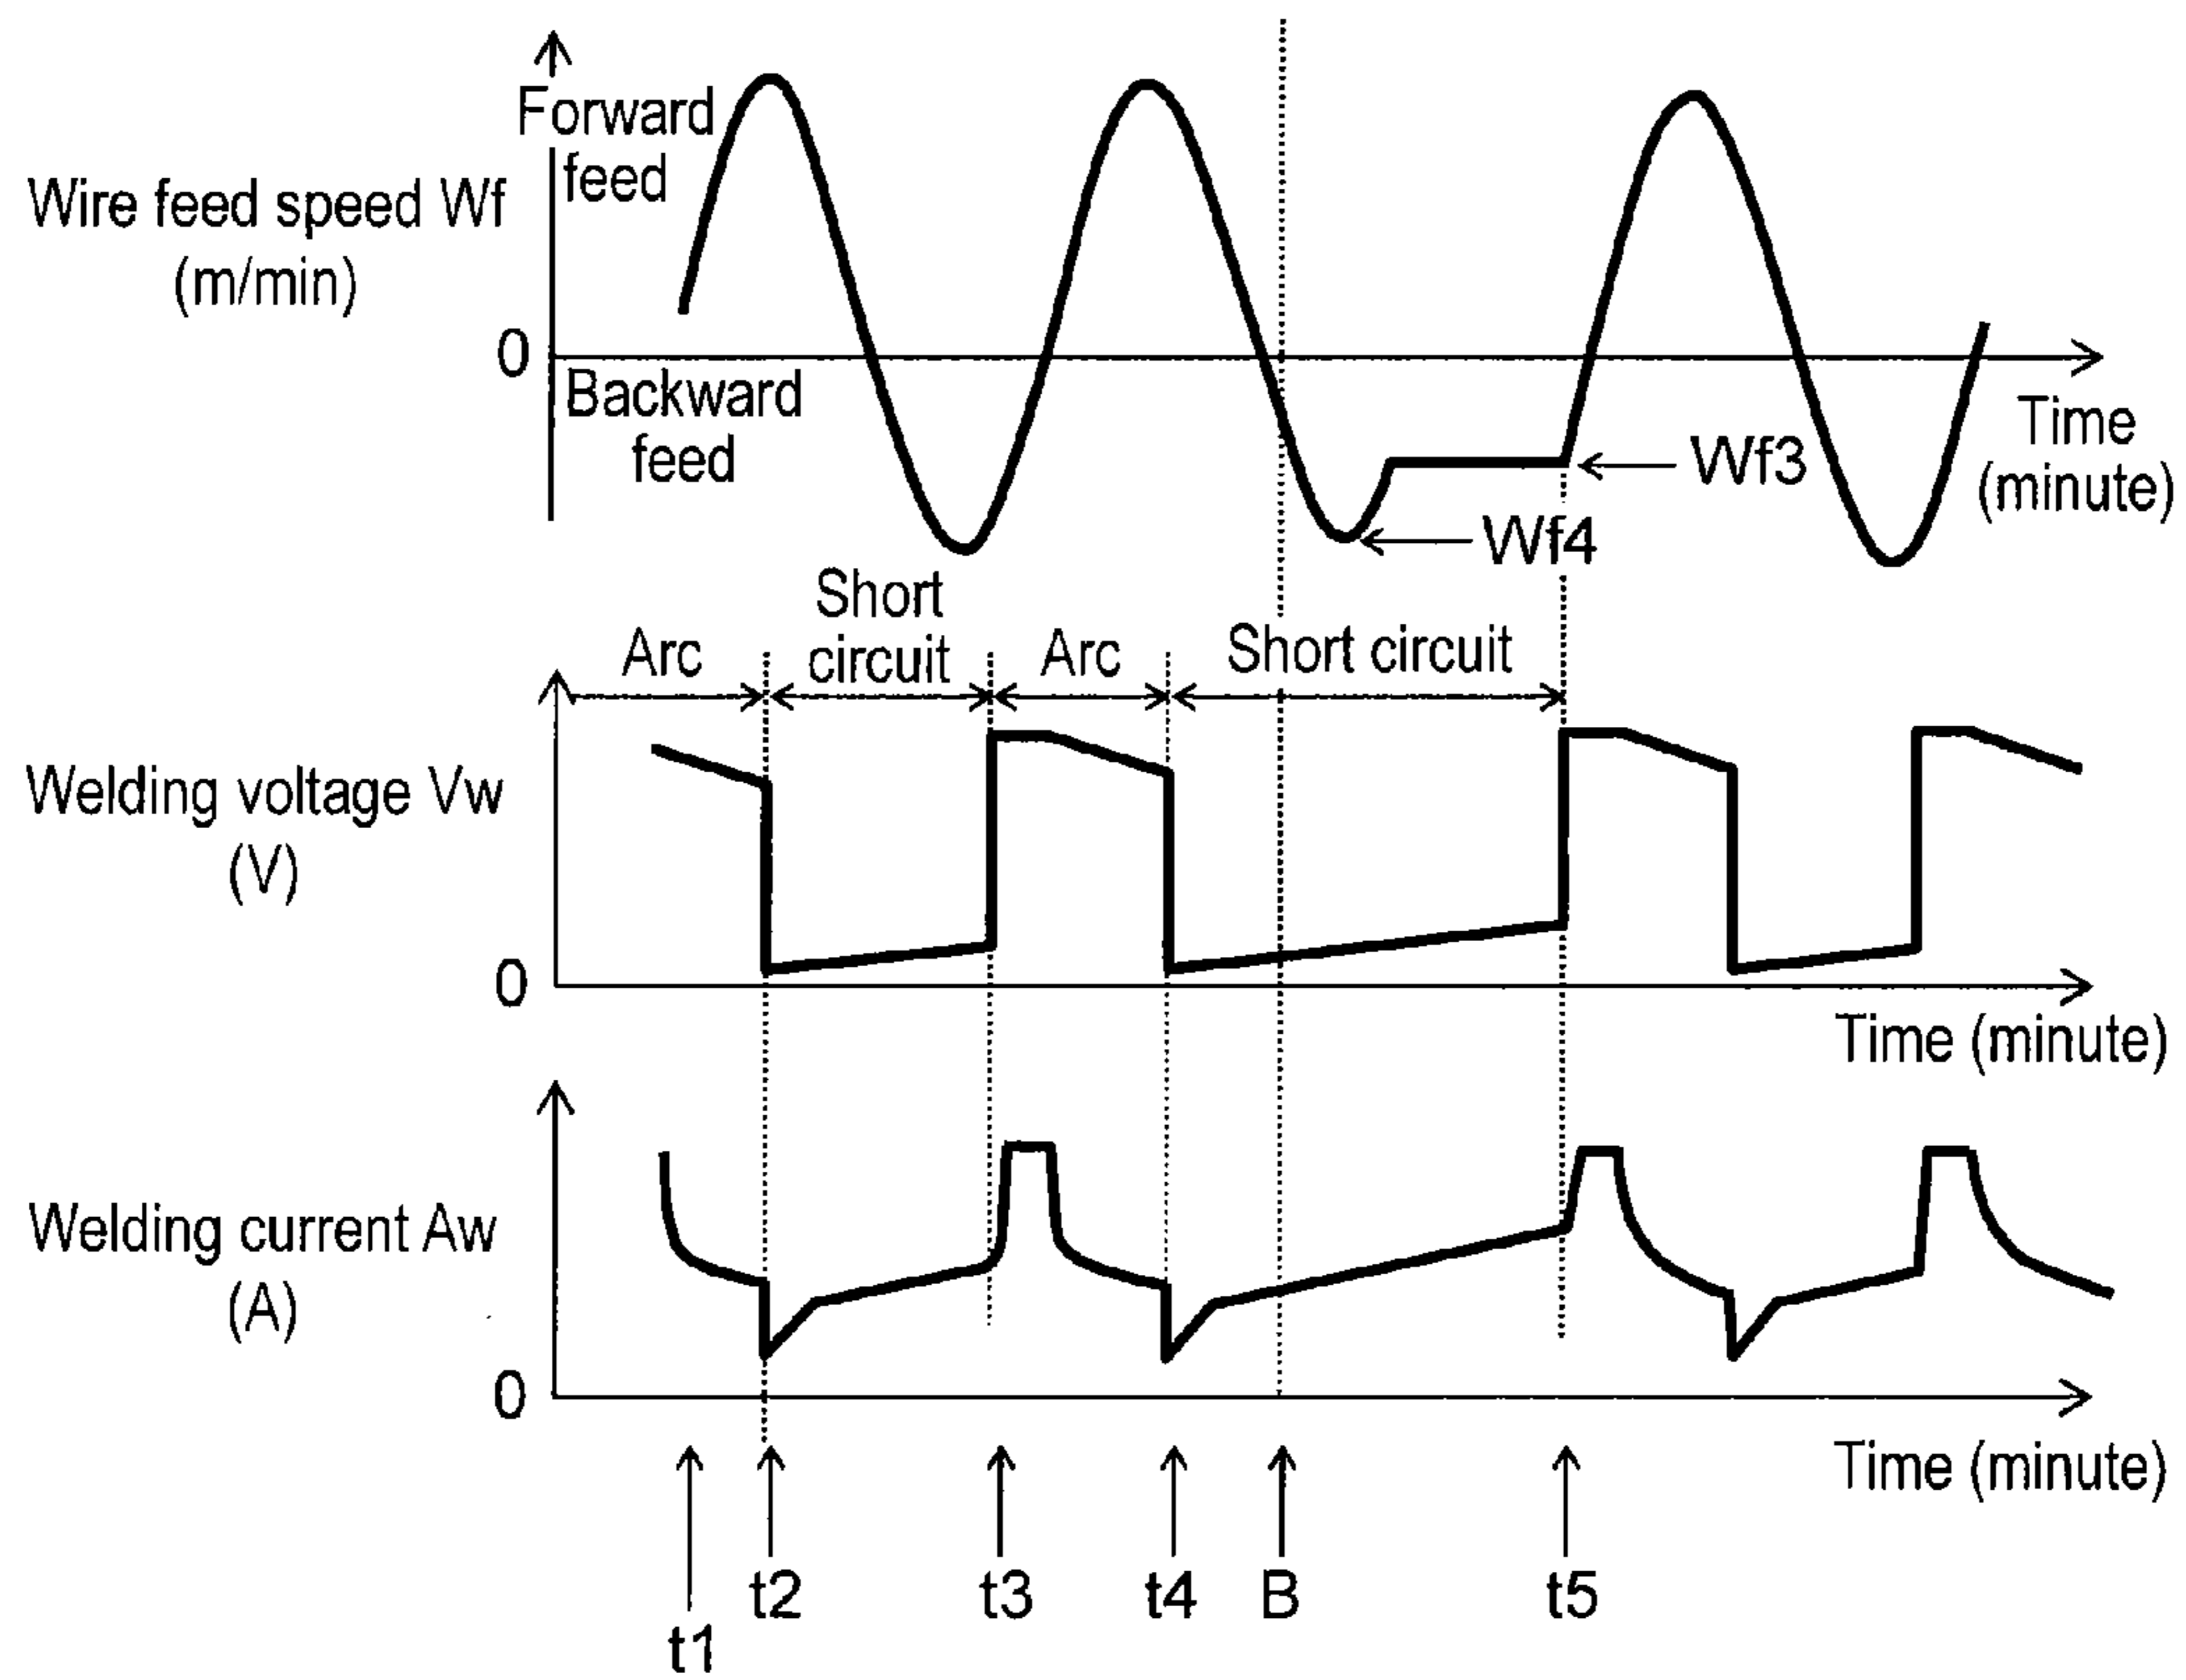 Forward
feed
Wire feed speed Wf
(m/min)
0
Backward
feed
Time
(minute)
Wf3
Wf4
Short
circuit
Arc
Arc
Short circuit
Welding voltage Vw
(V)
0
Time (minute)
Welding current Aw
(A)
0
Time (minute)
t2
t3
t4
B
t5
t1